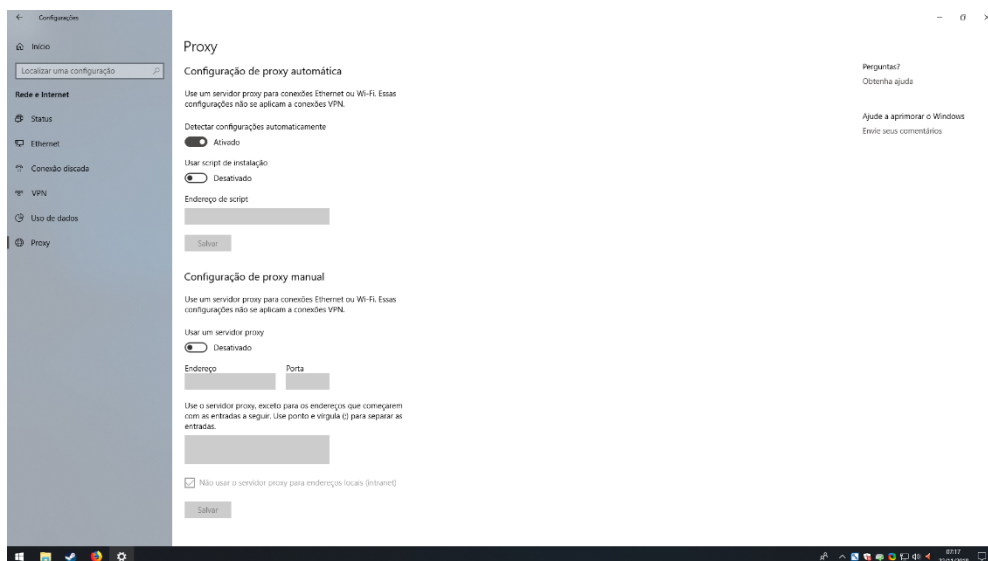 Configurações
Início
Localizar uma configuração
Rede e Internet
Status
Ethernet
Conexão discada
VPN
Uso de dados
Proxy
Proxy
Configuração de proxy automática
Use um servidor proxy para conexões Ethernet ou Wi-Fi. Essas
configurações não se aplicam a conexões VPN.
Detectar configurações automaticamente
Ativado
Usar script de instalação
Desativado
Endereço de script
Salvar
Configuração de proxy manual
Use um servidor proxy para conexões Ethernet ou Wi-Fi. Essas
configurações não se aplicam a conexões VPN.
Usar um servidor proxy
Desativado
Endereço Porta
Use o servidor proxy, exceto para os endereços que começarem
com as entradas a seguir. Use ponto e vírgula (;) para separar as
entradas.
Não usar o servidor proxy para endereços locais (intranet)
Salvar
Perguntas?
Obtenha ajuda
Ajude a aprimorar o Windows
Envie seus comentários
07:17